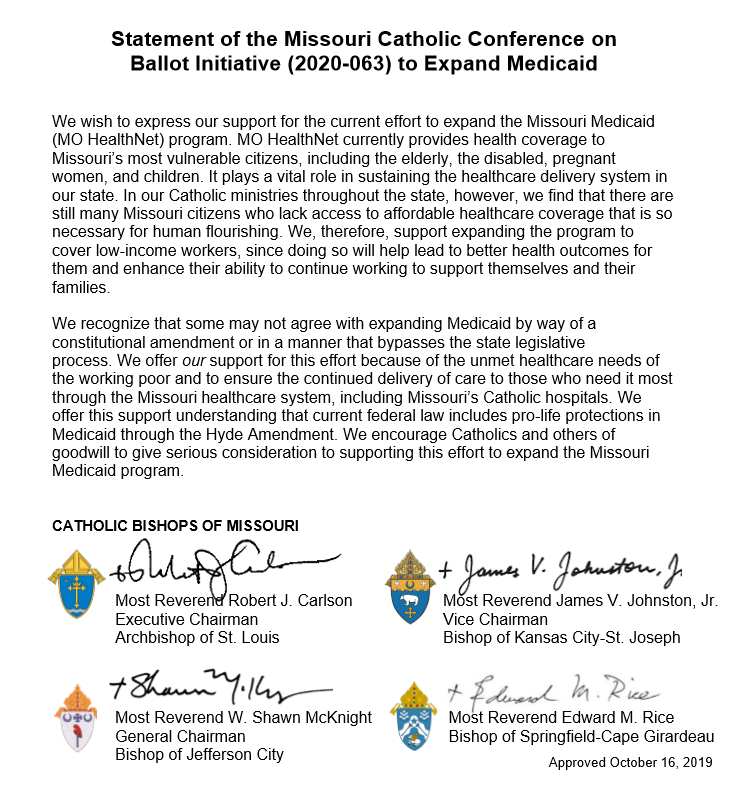 Statement of the Missouri Catholic Conference on
Ballot Initiative (2020-063) to Expand Medicaid
We wish to express our support for the current effort to expand the Missouri Medicaid
(MO HealthNet) program. MO HealthNet currently provides health coverage to
Missouri's most vulnerable citizens, including the elderly, the disabled, pregnant
women, and children. It plays a vital role in sustaining the healthcare delivery system in
our state. In our Catholic ministries throughout the state, however, we find that there are
still many Missouri citizens who lack access to affordable healthcare coverage that is so
necessary for human flourishing. We, therefore, support expanding the program to
cover low-income workers, since doing so will help lead to better health outcomes for
them and enhance their ability to continue working to support themselves and their
families.
We recognize that some may not agree with expanding Medicaid by way of a
constitutional amendment or in a manner that bypasses the state legislative
process. We offer our support for this effort because of the unmet healthcare needs of
the working poor and to ensure the continued delivery of care to those who need it most
through the Missouri healthcare system, including Missouri's Catholic hospitals. We
offer this support understanding that current federal law includes pro-life protections in
Medicaid through the Hyde Amendment. We encourage Catholics and others of
goodwill to give serious consideration to supporting this effort to expand the Missouri
Medicaid program.
CATHOLIC BISHOPS OF MISSOURI
Most Reverend Robert J. Carlson
Executive Chairman
Archbishop of St. Louis
+ James V. Johnston, Jr.
Most Reverend James V. Johnston, Jr.
Vice Chairman
Bishop of Kansas City-St. Joseph
+ Shawn McKnight
Most Reverend W. Shawn McKnight
General Chairman
Bishop of Jefferson City
+ Edward M. Rice
Most Reverend Edward M. Rice
Bishop of Springfield-Cape Girardeau
Approved October 16, 2019